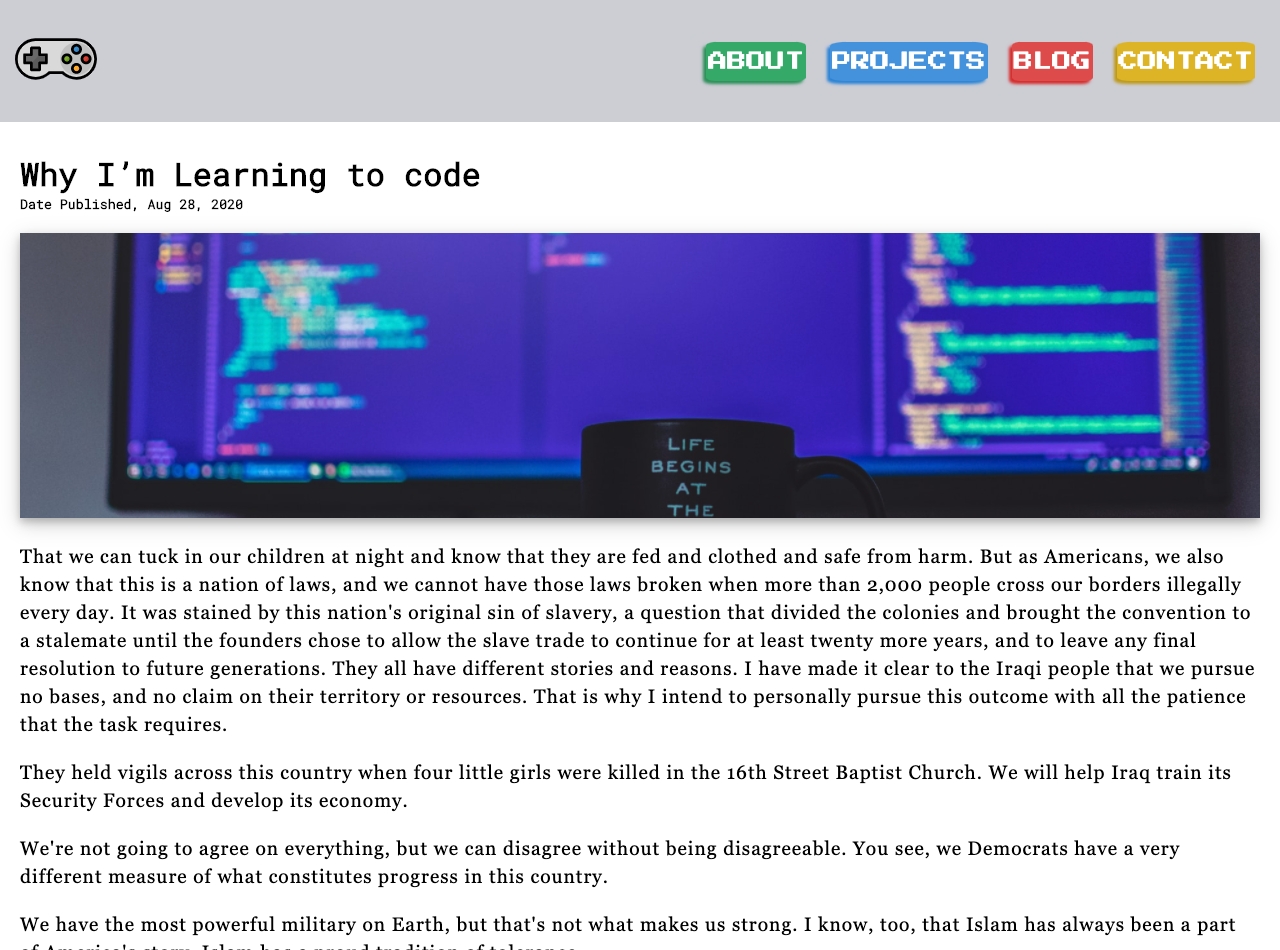 ABOUT PROJECTS BLOG CONTACT
Why I’m Learning to code
Date Published, Aug 28, 2020
LIFE
BEGINS
AT
THE
That we can tuck in our children at night and know that they are fed and clothed and safe from harm. But as Americans, we also
know that this is a nation of laws, and we cannot have those laws broken when more than 2,000 people cross our borders illegally
every day. It was stained by this nation's original sin of slavery, a question that divided the colonies and brought the convention to
a stalemate until the founders chose to allow the slave trade to continue for at least twenty more years, and to leave any final
resolution to future generations. They all have different stories and reasons. I have made it clear to the Iraqi people that we pursue
no bases, and no claim on their territory or resources. That is why I intend to personally pursue this outcome with all the patience
that the task requires.
They held vigils across this country when four little girls were killed in the 16th Street Baptist Church. We will help Iraq train its
Security Forces and develop its economy.
We're not going to agree on everything, but we can disagree without being disagreeable. You see, we Democrats have a very
different measure of what constitutes progress in this country.
We have the most powerful military on Earth, but that's not what makes us strong. I know, too, that Islam has always been a part
of America's story. Islam has a proud tradition of tolerance.